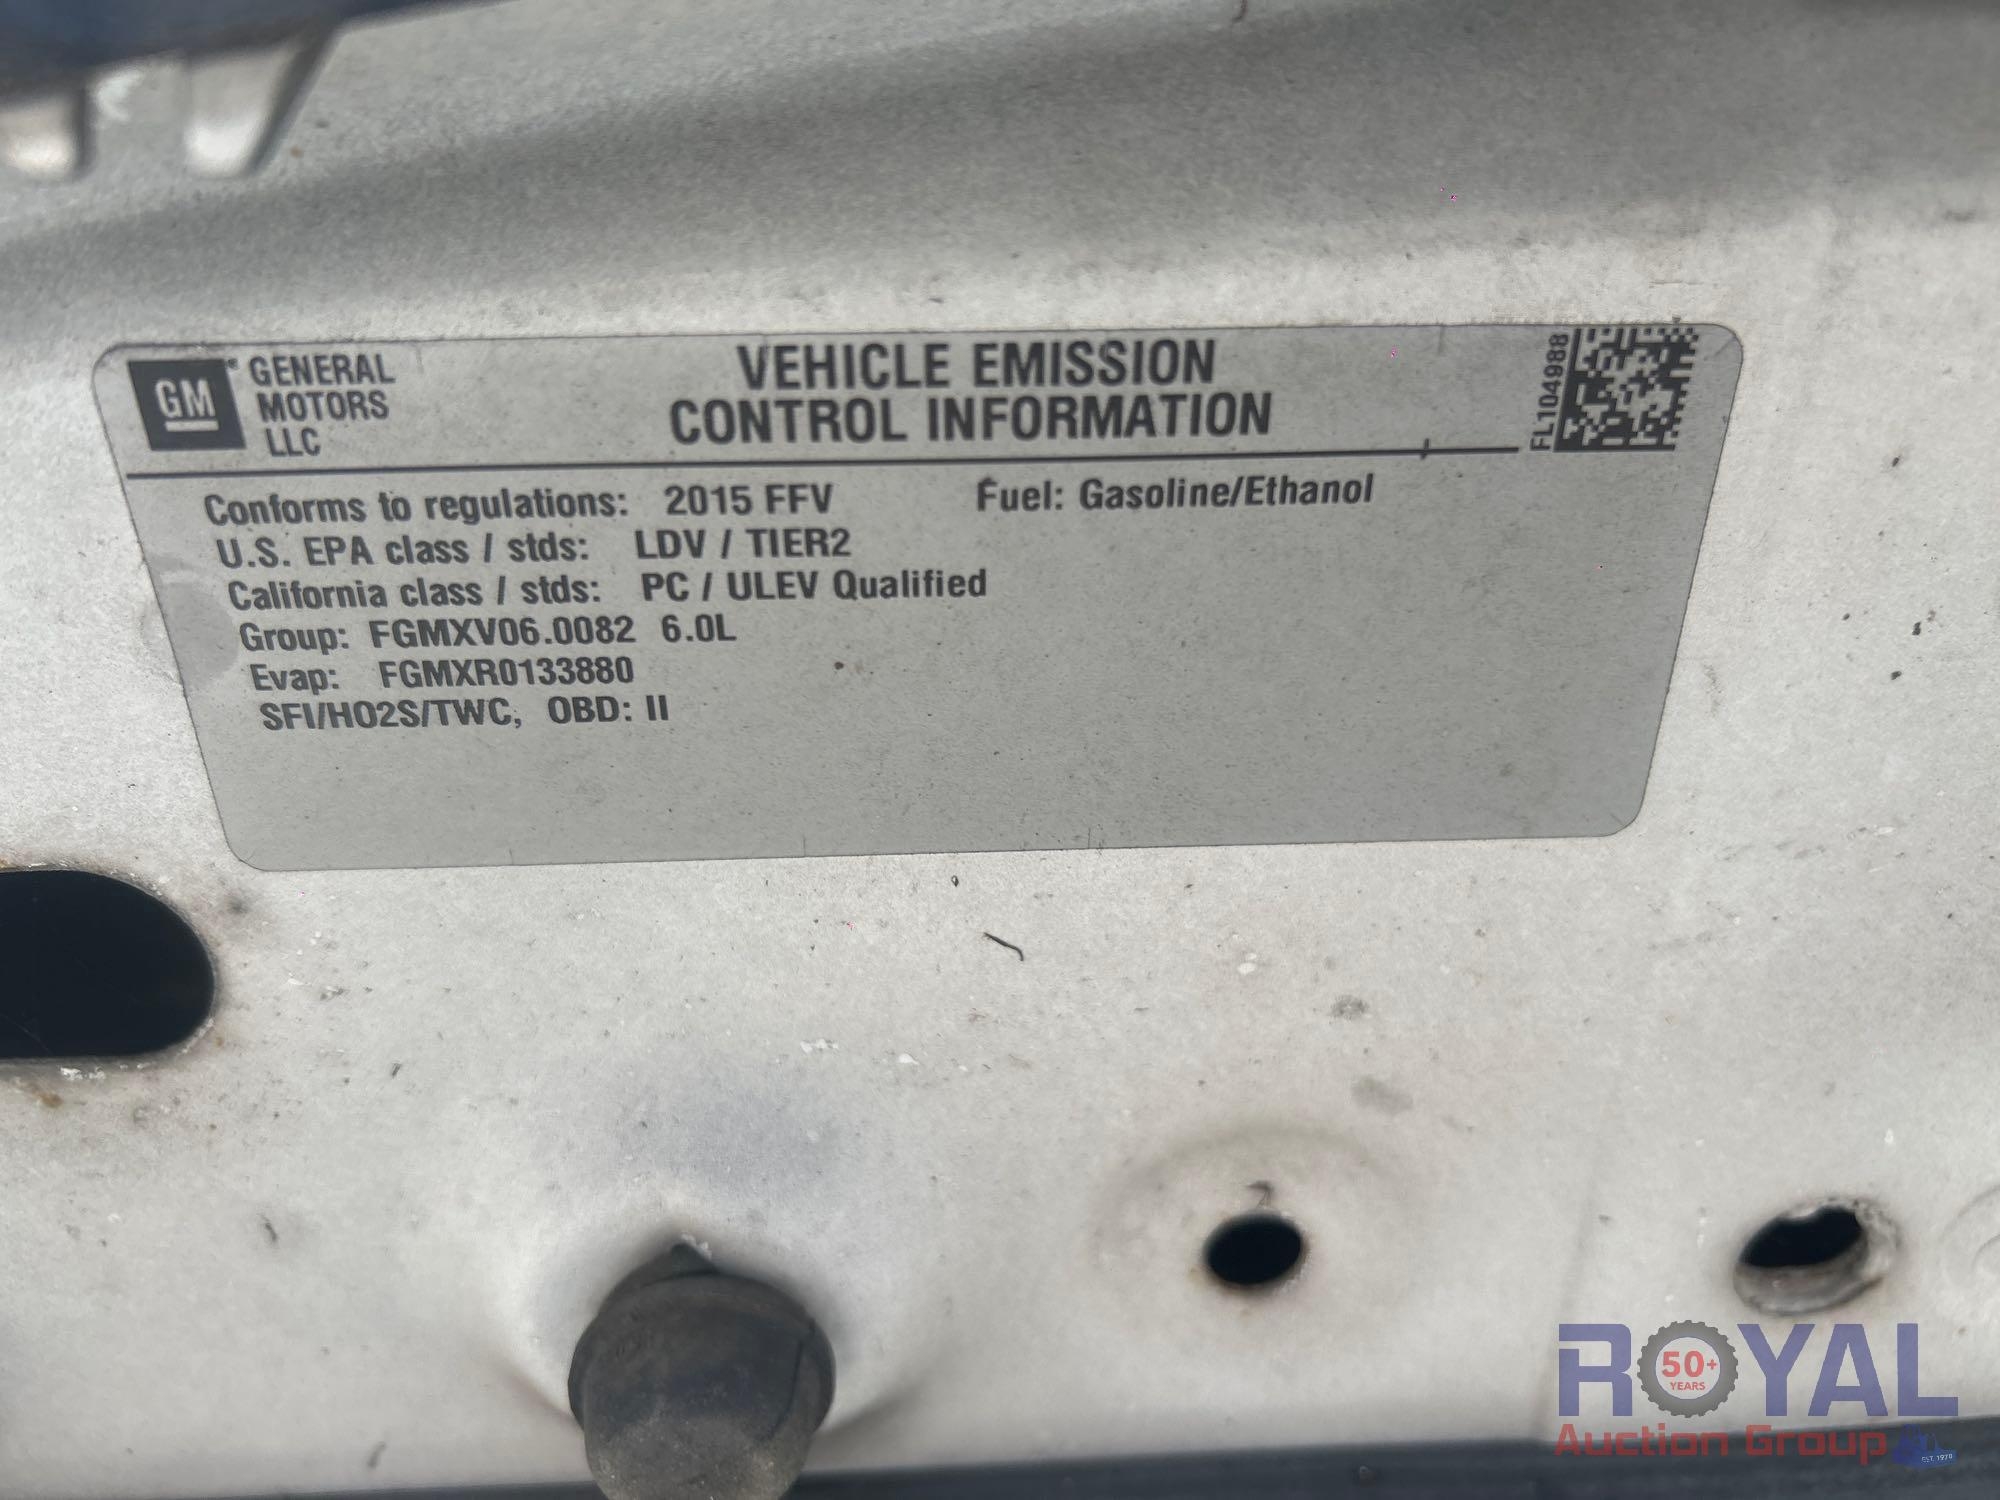 GM
GENERAL
MOTORS
LLC
VEHICLE EMISSION
CONTROL INFORMATION
FL104988
Conforms to regulations: 2015 FFV Fuel: Gasoline/Ethanol
U.S. EPA class / stds: LDV / TIER2
California class / stds: PC / ULEV Qualified
Group: FGMXV06.0082 6.0L
Evap: FGMXR0133880
SFI/HO2S/TWC, OBD: II
ROYAL
50+
YEARS
Auction Group
EST. 1970